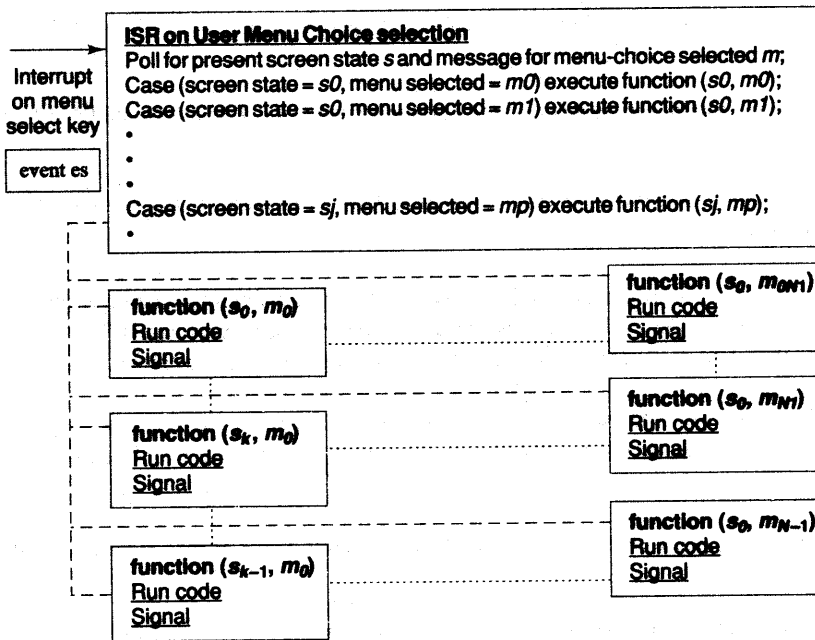 ISR on User Menu Choice selection
Poll for present screen state s and message for menu-choice selected m;
Case (screen state = s0, menu selected = m0) execute function (s0, m0);
Case (screen state = s0, menu selected = m1) execute function (s0, m1);
Case (screen state = sj, menu selected = mp) execute function (sj, mp);
Interrupt
on menu
select key
event es
function (s0, m0)
Run code
Signal
function (s0, m0N1)
Run code
Signal
function (sk, m0)
Run code
Signal
function (s0, mN1)
Run code
Signal
function (sk–1, m0)
Run code
Signal
function (s0, mN–1)
Run code
Signal